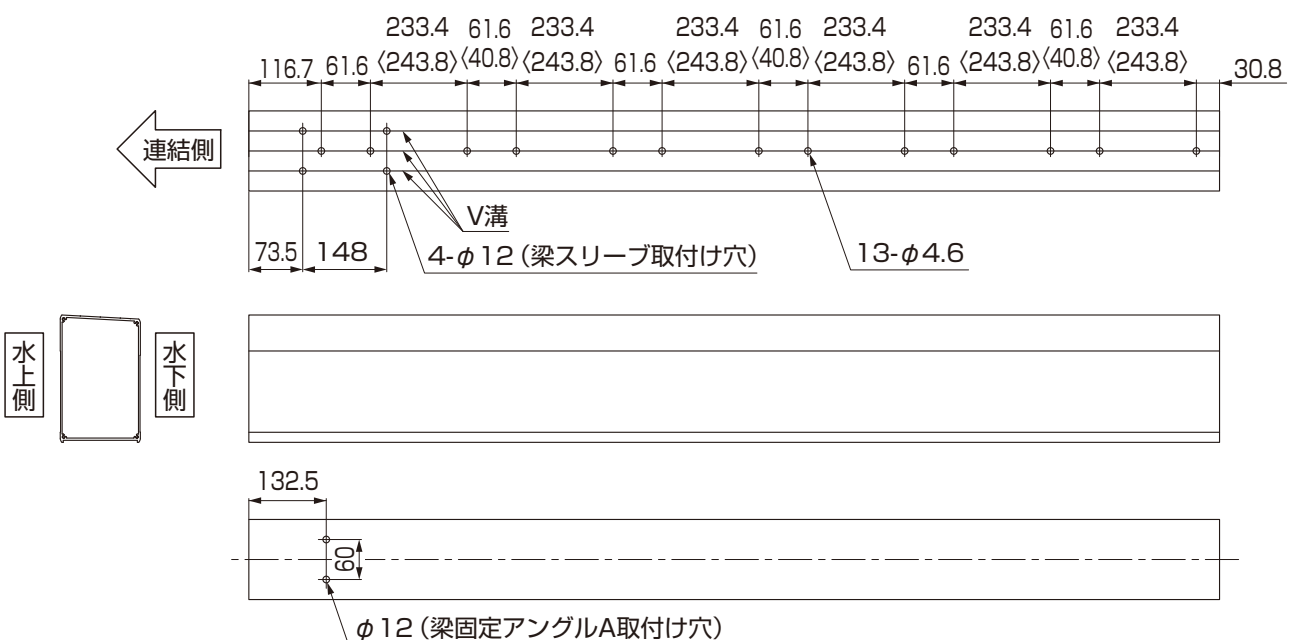 233.4 61.6 233.4 233.4 61.6 233.4 233.4 61.6 233.4
116.7 61.6 〈243.8〉 〈40.8〉 〈243.8〉 61.6 〈243.8〉 〈40.8〉 〈243.8〉 61.6 〈243.8〉 〈40.8〉 〈243.8〉 30.8
連結側
V溝
73.5 148 4-φ12（梁スリーブ取付け穴） 13-φ4.6
水上側
水下側
132.5
60
φ12（梁固定アングルA取付け穴）